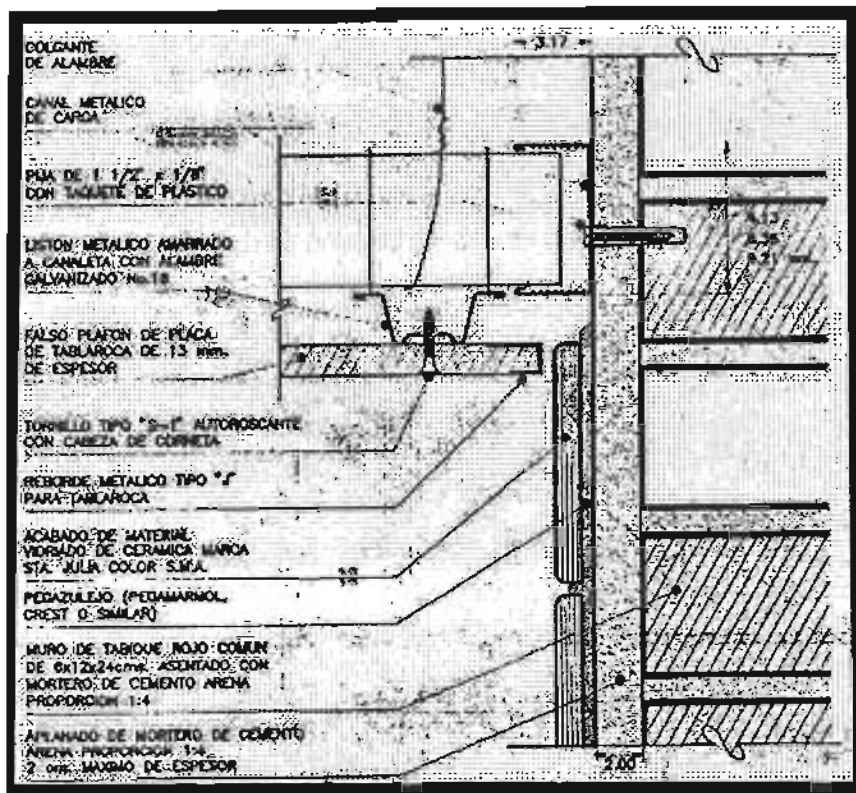 COLGANTE
DE ALAMBRE
3.17
CANAL METALICO
DE CARGA
PIJA DE 1 1/2" x 1/8"
CON TAQUETE DE PLASTICO
LISTON METALICO AMARRADO
A CANALETA CON ALAMBRE
GALVANIZADO No.18
FALSO PLAFON DE PLACA
DE TABLAROCA DE 13 mm.
DE ESPESOR
TORNILLO TIPO "S-1" AUTOROSCANTE
CON CABEZA DE CORNETA
REBORDE METALICO TIPO "J"
PARA TABLAROCA
ACABADO DE MATERIAL
VIDRIADO DE CERAMICA MARCA
STA. JULIA COLOR S.M.A.
PEGAZULEJO (PEGAMARMOL,
CREST O SIMILAR)
MURO DE TABIQUE ROJO COMUN
DE 6x12x24cms. ASENTADO CON
MORTERO DE CEMENTO ARENA
PROPORCION 1:4
APLANADO DE MORTERO DE CEMENTO
ARENA PROPORCION 1:4
2 cms. MAXIMO DE ESPESOR
2.00